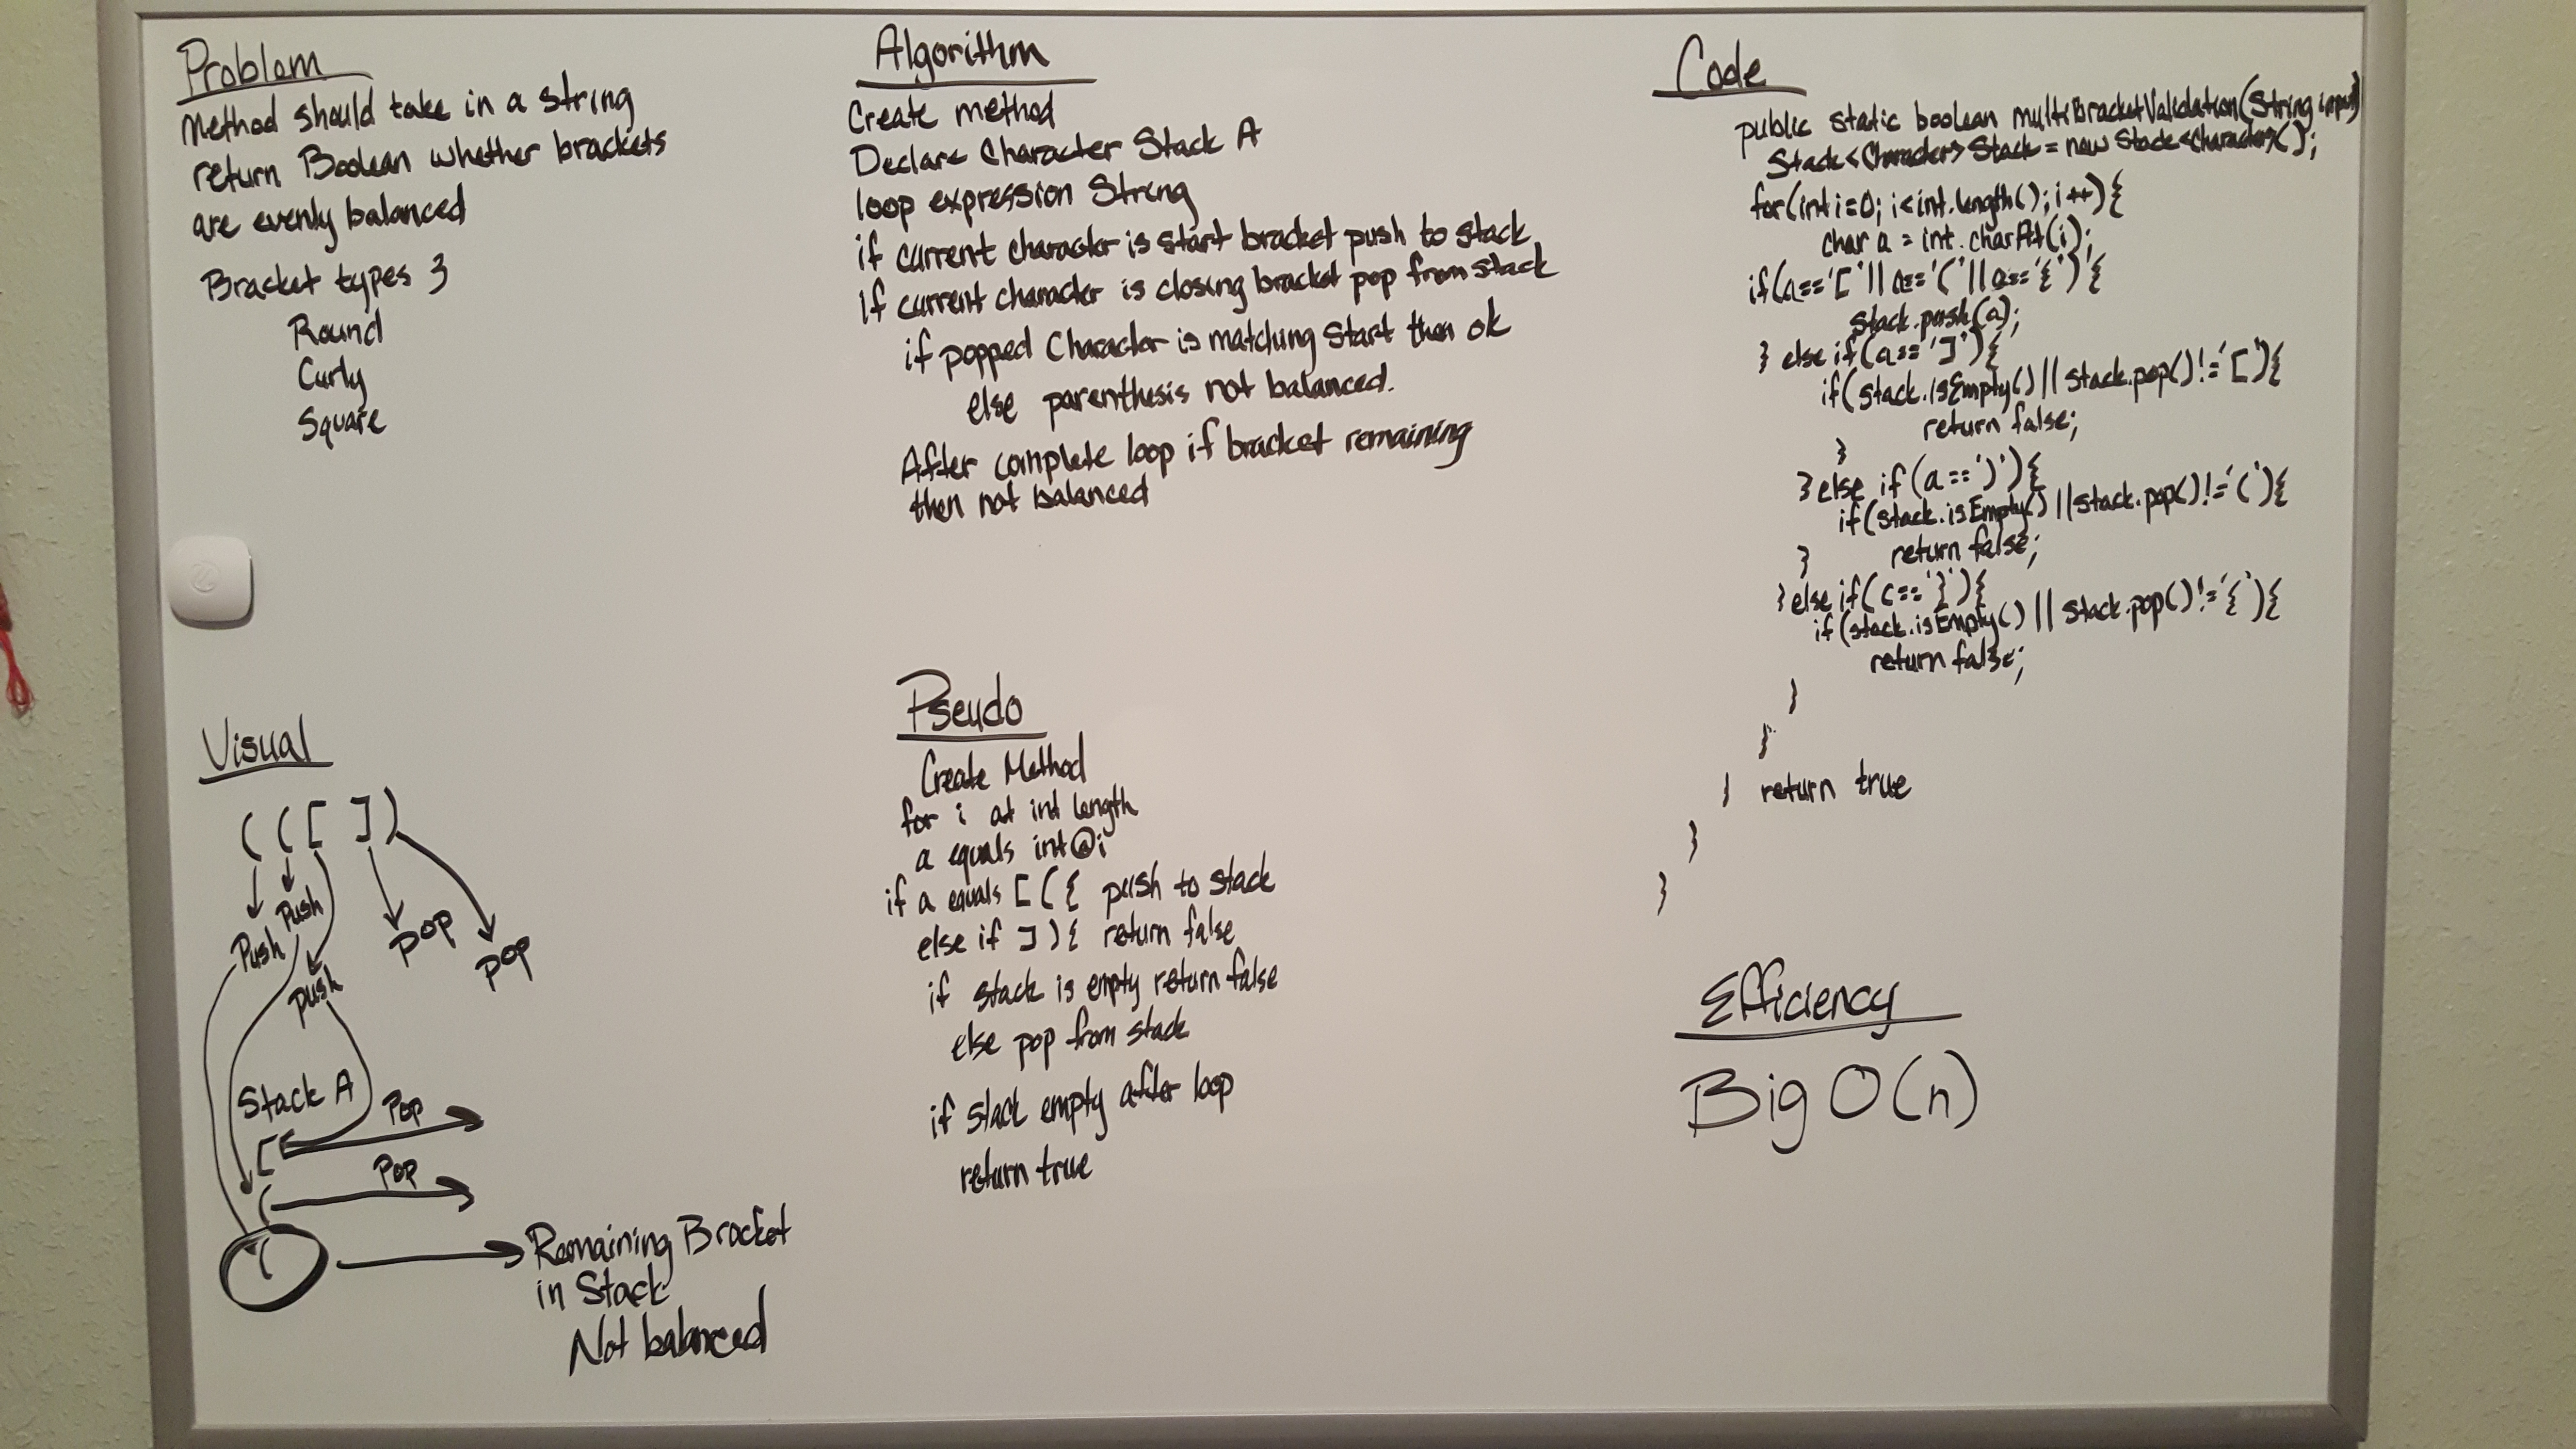 Problem
Method should take in a string
return Boolean whether brackets
are evenly balanced
Bracket types 3
Round
Curly
Square
Visual
( ( [ ] )
Push
Push
Push
pop
pop
Stack A
[
Pop
(
Pop
(
Remaining Bracket
in Stack
Not balanced
Algorithm
Create method
Declare Character Stack A
loop expression String
if current character is start bracket push to stack
if current character is closing bracket pop from stack
if popped Character is matching start then ok
else parenthesis not balanced.
After complete loop if bracket remaining
then not balanced
Pseudo
Create Method
for i at int length
a equals int@i
if a equals [ ( { push to stack
else if ] ) { return false
if stack is empty return false
else pop from stack
if stack empty after loop
return true
Code
public static boolean multiBracketValidation(String input)
Stack<Character> Stack = new Stack<Character>();
for(int i=0; i<int.length(); i++){
char a = int.charAt(i);
if(a=='['||a=='('||a=='{')'{
stack.push(a);
} else if(a==']'){
if(stack.isEmpty()||stack.pop()!='['){
return false;
}
}else if(a==')'){
if(stack.isEmpty()||stack.pop()!='('){
return false;
}
}else if(c=='}'){
if(stack.isEmpty()||stack.pop()!='{'){
return false;
}
}
} return true
}
}
Efficiency
Big O(n)